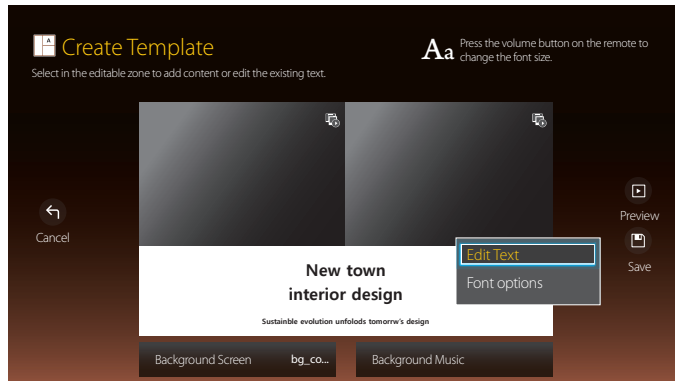 A
Create Template
Select in the editable zone to add content or edit the existing text.
Aa
Press the volume button on the remote to
change the font size.
Cancel
Preview
Save
Edit Text
Font options
New town
interior design
Sustainble evolution unfolods tomorrw's design
Background Screen bg_co...
Background Music